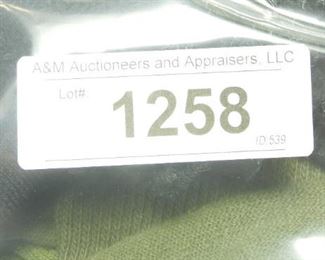 A&M Auctioneers and Appraisers, LLC
Lot#
1258
ID:539